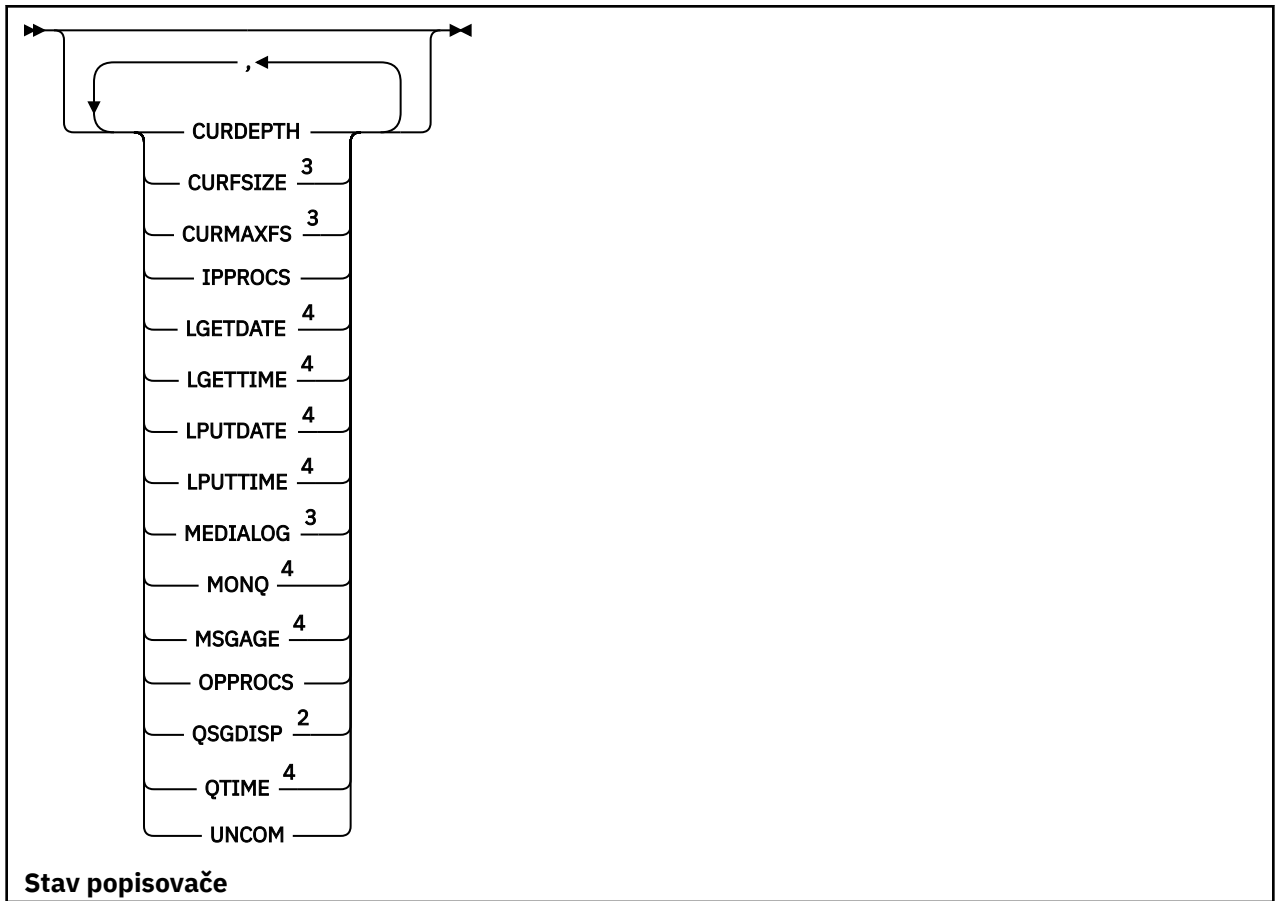 ,
CURDEPTH
CURFSIZE 3
CURMAXFS 3
IPPROCS
LGETDATE 4
LGETTIME 4
LPUTDATE 4
LPUTTIME 4
MEDIALOG 3
MONQ 4
MSGAGE 4
OPPROCS
QSGDISP 2
QTIME 4
UNCOM
Stav popisovače